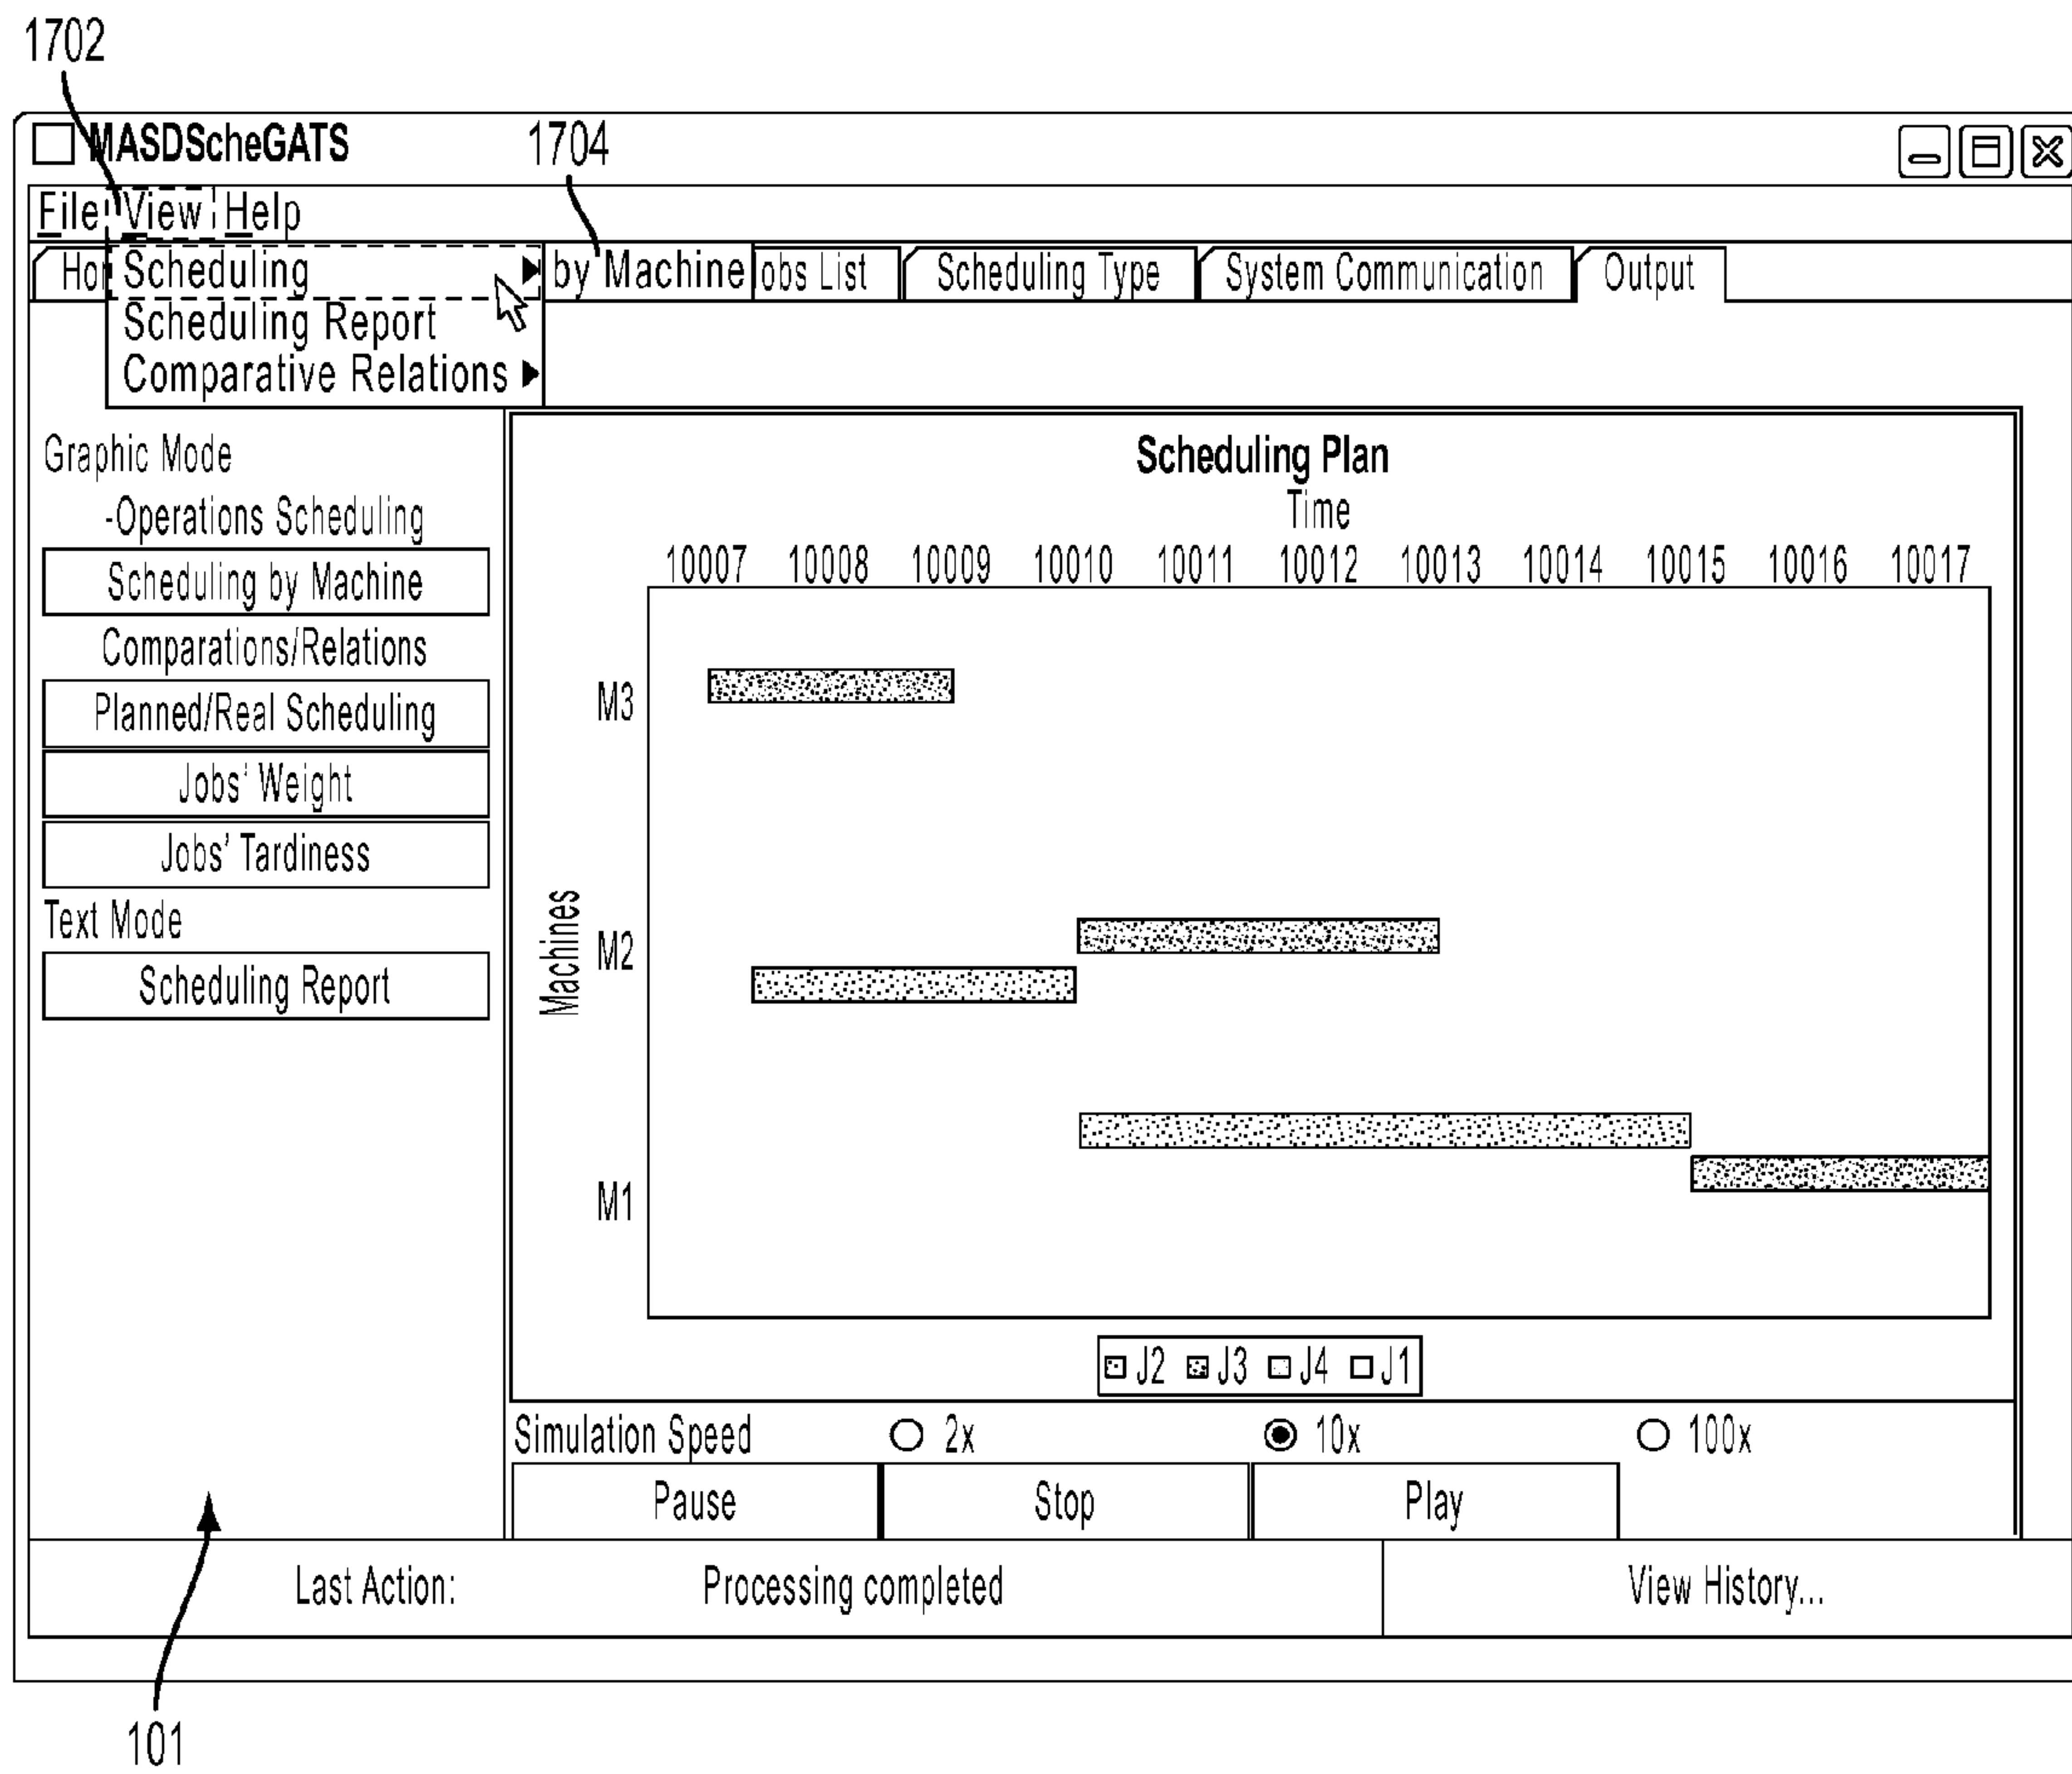 1702
MASDScheGATS
1704
File View Help
Scheduling by Machine
Scheduling Type System Communication Output
Scheduling Report
Comparative Relations
Graphic Mode
-Operations Scheduling
Scheduling by Machine
Comparations/Relations
Planned/Real Scheduling
Jobs' Weight
Jobs' Tardiness
Text Mode
Scheduling Report
Scheduling Plan
Time
10007 10008 10009 10010 10011 10012 10013 10014 10015 10016 10017
Machines
M3
M2
M1
J2 J3 J4 J1
Simulation Speed 2x 10x 100x
Pause Stop Play
Last Action: Processing completed View History...
101